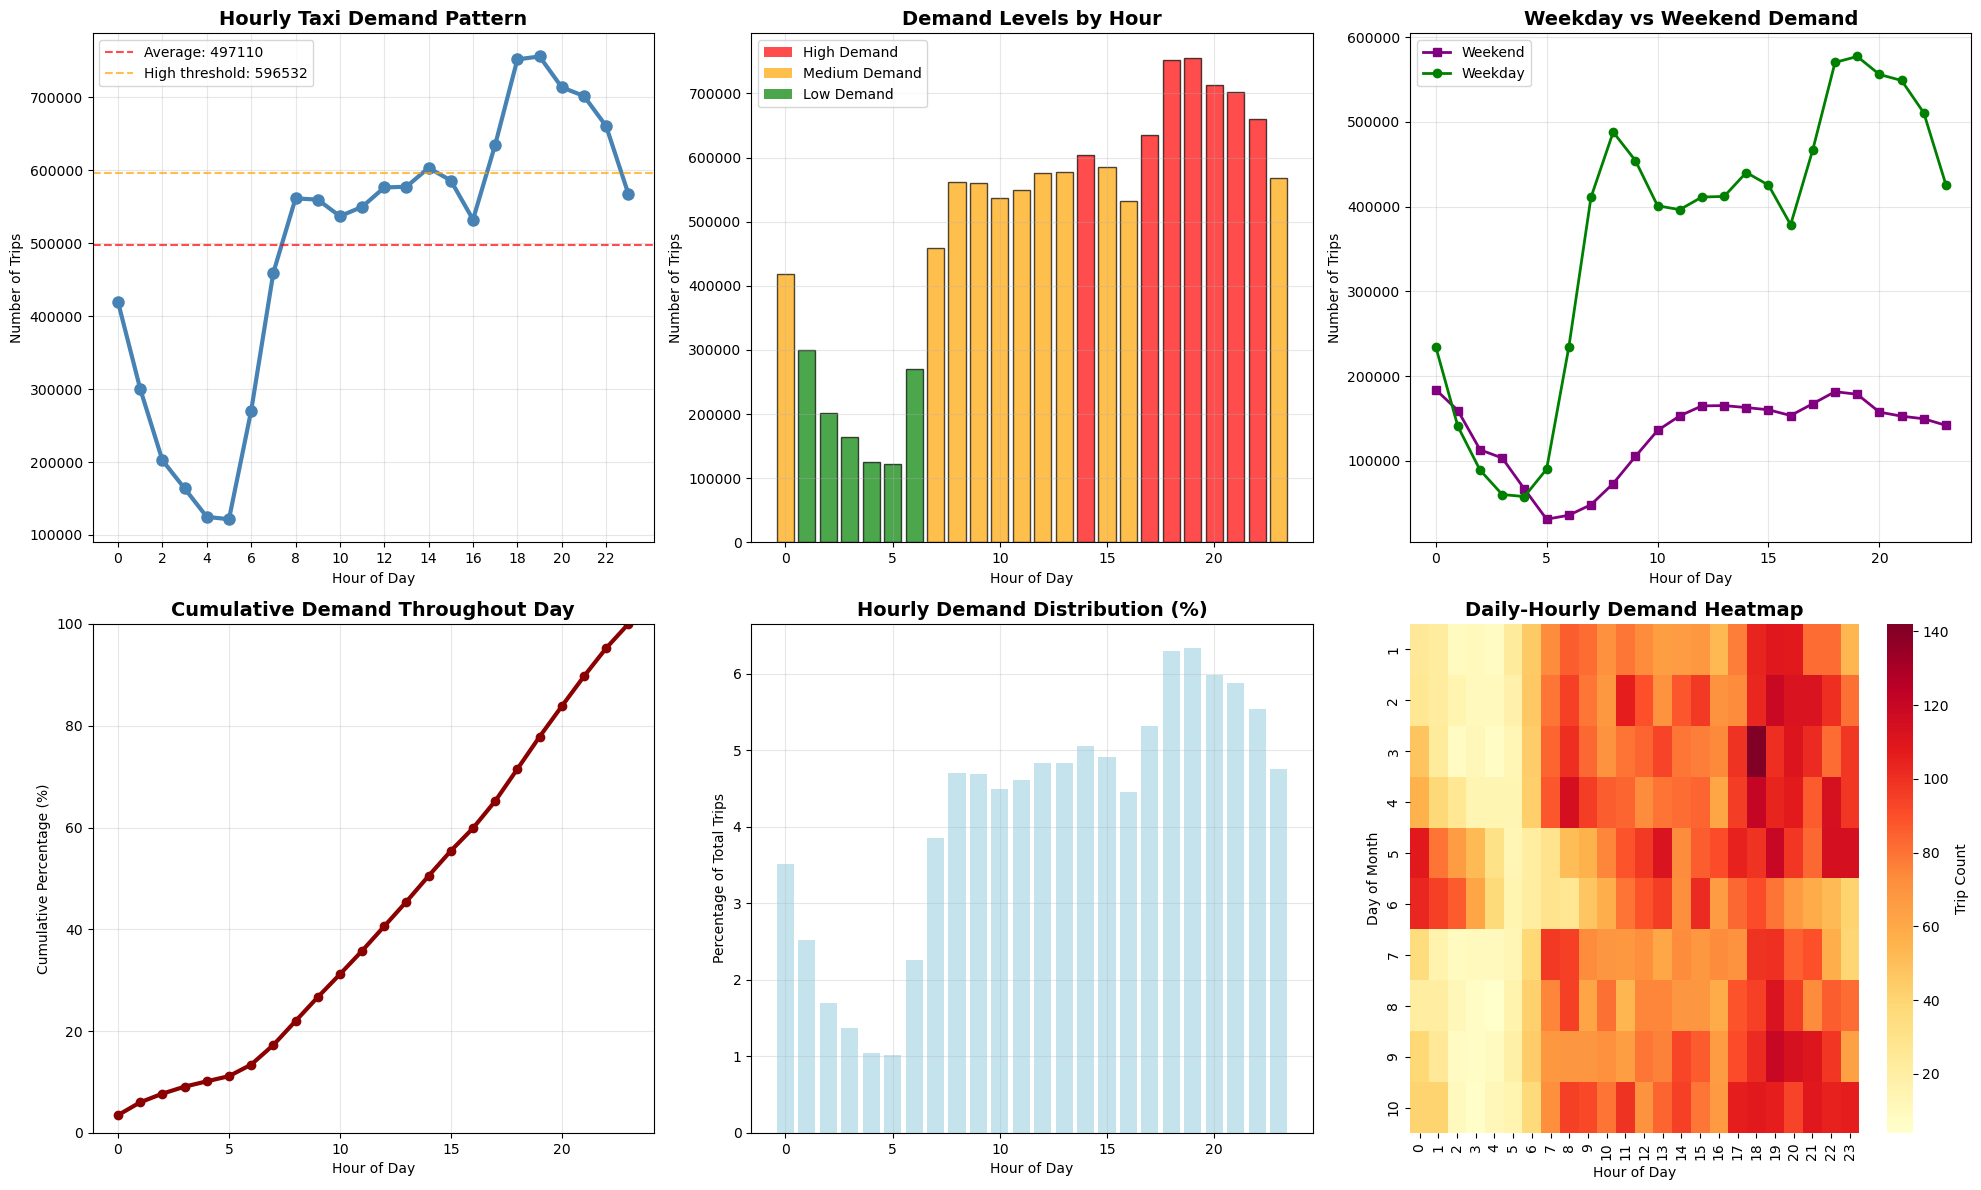 Hourly Taxi Demand Pattern
Average: 497110
High threshold: 596532
Number of Trips
700000
600000
500000
400000
300000
200000
100000
0 2 4 6 8 10 12 14 16 18 20 22
Hour of Day
Demand Levels by Hour
High Demand
Medium Demand
Low Demand
Number of Trips
700000
600000
500000
400000
300000
200000
100000
0
0 5 10 15 20
Hour of Day
Weekday vs Weekend Demand
Weekend
Weekday
Number of Trips
600000
500000
400000
300000
200000
100000
0 5 10 15 20
Hour of Day
Cumulative Demand Throughout Day
Cumulative Percentage (%)
100
80
60
40
20
0
0 5 10 15 20
Hour of Day
Hourly Demand Distribution (%)
Percentage of Total Trips
6
5
4
3
2
1
0
0 5 10 15 20
Hour of Day
Daily-Hourly Demand Heatmap
Day of Month
1
2
3
4
5
6
7
8
9
10
0 1 2 3 4 5 6 7 8 9 10 11 12 13 14 15 16 17 18 19 20 21 22 23
Hour of Day
140
120
100
80
60
40
20
Trip Count